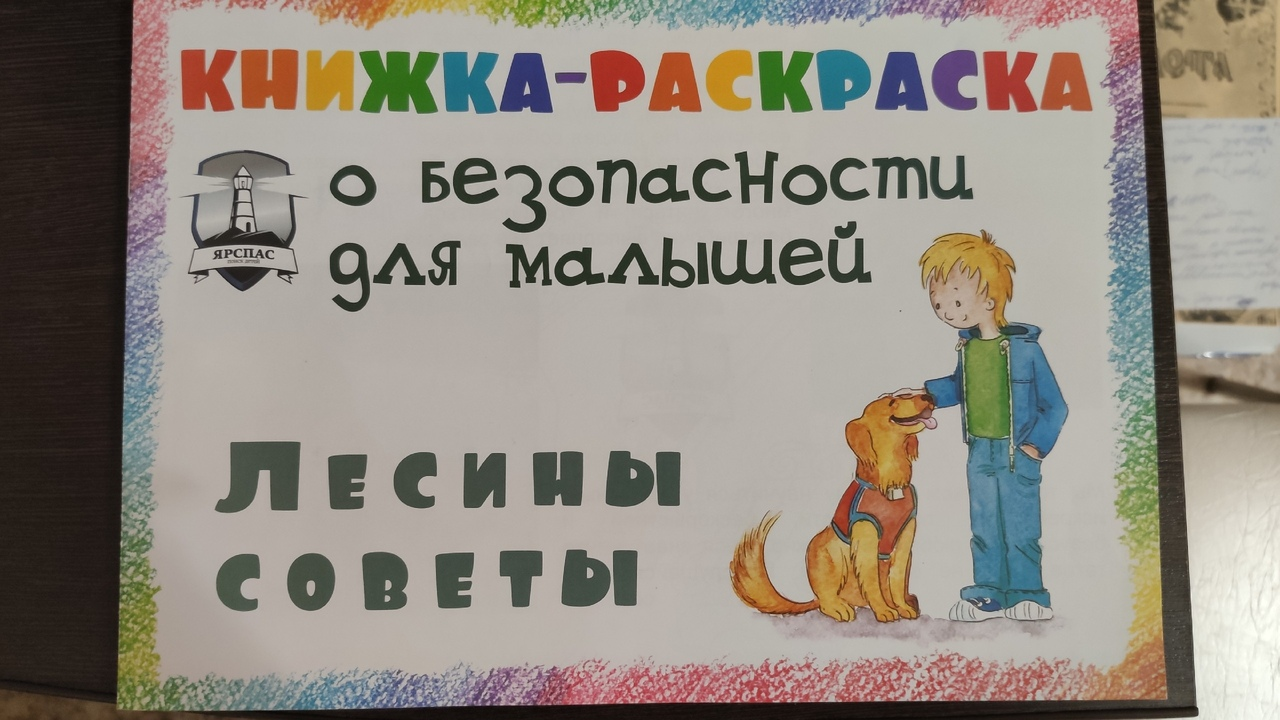 КНИЖКА-РАСКРАСКА
о безопасности
для малышей
ЯРСПАС
Лесины
советы